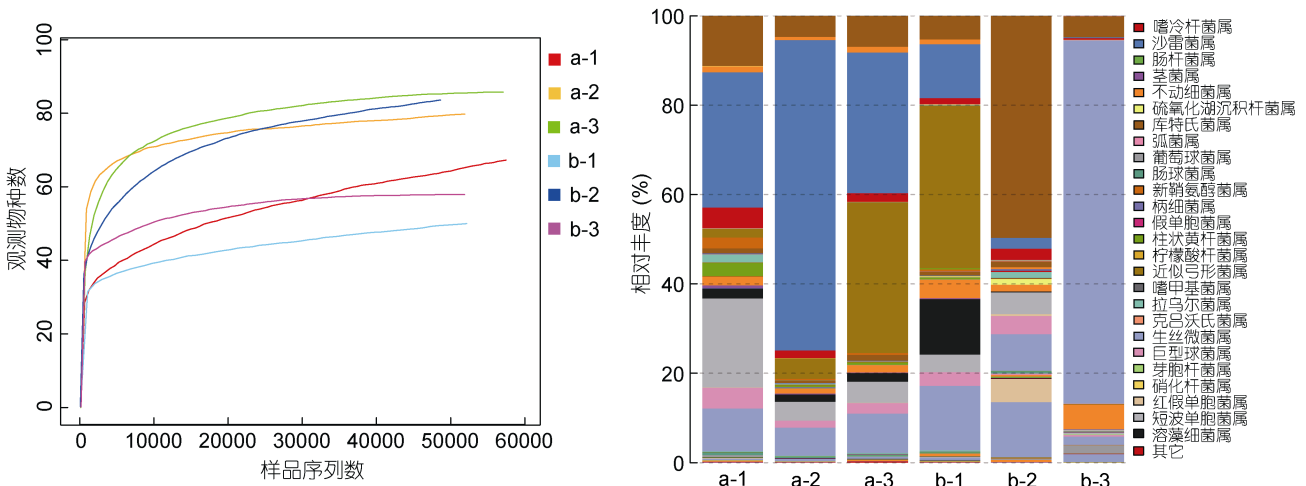 100
80
60
40
20
0
观测物种数
0
10000
20000
30000
40000
50000
60000
样品序列数
a-1
a-2
a-3
b-1
b-2
b-3
100
80
60
40
20
0
相对丰度 (%)
a-1
a-2
a-3
b-1
b-2
b-3
嗜冷杆菌属
沙雷菌属
肠杆菌属
茎菌属
不动细菌属
硫氧化湖沉积杆菌属
库特氏菌属
弧菌属
葡萄球菌属
肠球菌属
新鞘氨醇菌属
柄细菌属
假单胞菌属
柱状黄杆菌属
柠檬酸杆菌属
近似弓形菌属
嗜甲基菌属
拉乌尔菌属
克吕沃氏菌属
生丝微菌属
巨型球菌属
芽胞杆菌属
硝化杆菌属
红假单胞菌属
短波单胞菌属
溶藻细菌属
其它